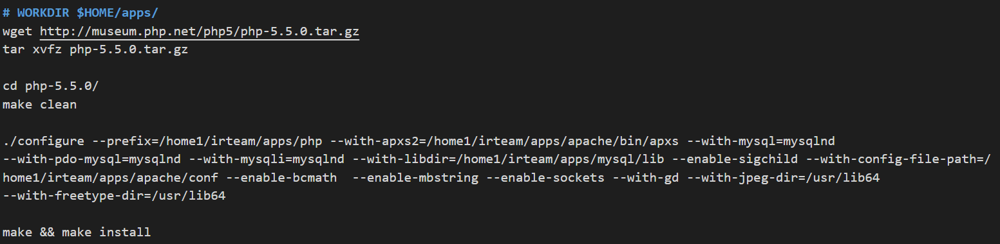 # WORKDIR $HOME/apps/
wget http://museum.php.net/php5/php-5.5.0.tar.gz
tar xvfz php-5.5.0.tar.gz
cd php-5.5.0/
make clean
./configure --prefix=/home1/irteam/apps/php --with-apxs2=/home1/irteam/apps/apache/bin/apxs --with-mysql=mysqlnd
--with-pdo-mysql=mysqlnd --with-mysqli=mysqlnd --with-libdir=/home1/irteam/apps/mysql/lib --enable-sigchild --with-config-file-path=/
home1/irteam/apps/apache/conf --enable-bcmath  --enable-mbstring --enable-sockets --with-gd --with-jpeg-dir=/usr/lib64
--with-freetype-dir=/usr/lib64
make && make install